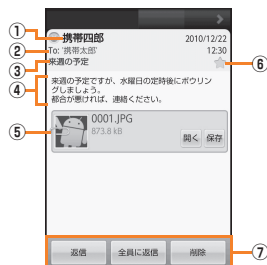 ①
携帯四郎
2010/12/22
②
To: '携帯太郎'
12:30
③
来週の予定
⑥
④
来週の予定ですが、水曜日の定時後にボウリン
グしましょう。
都合が悪ければ、連絡ください。
⑤
0001.JPG
873.8 kB
開く
保存
返信
全員に返信
削除
⑦